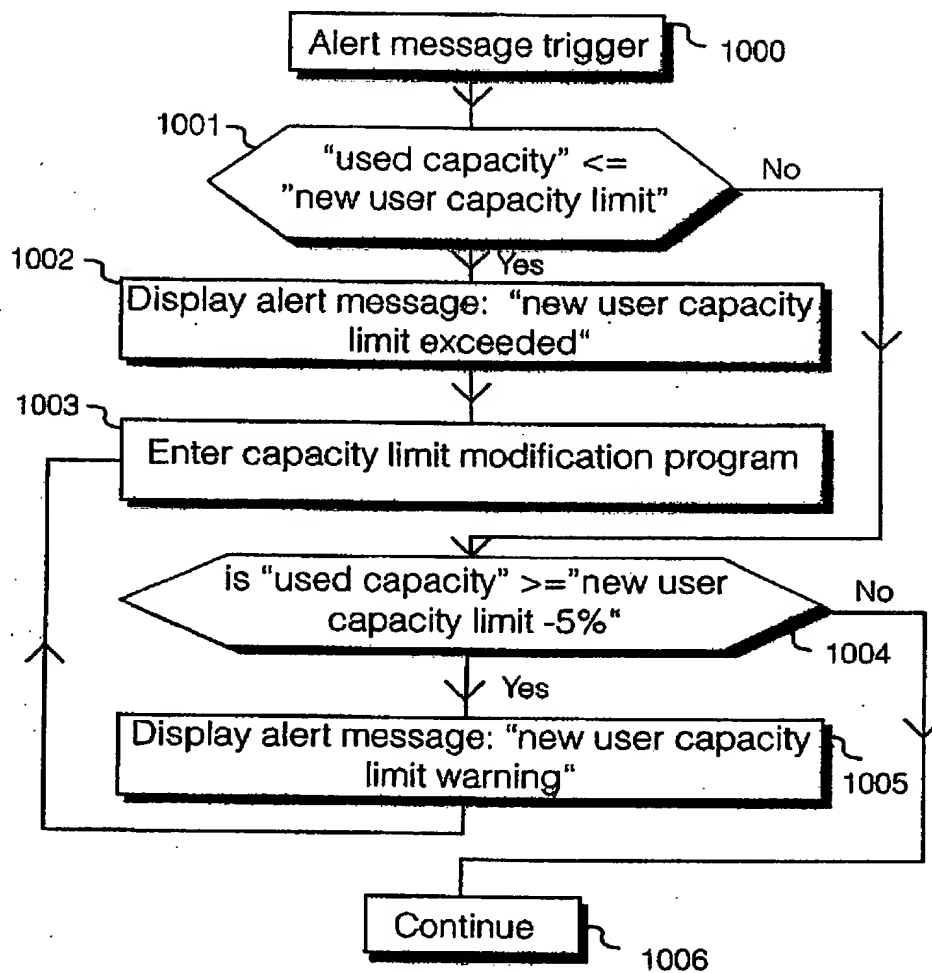 Alert message trigger
1000
1001
"used capacity" <=
"new user capacity limit"
No
Yes
1002
Display alert message: "new user capacity
limit exceeded"
1003
Enter capacity limit modification program
is "used capacity" >="new user
capacity limit -5%"
No
1004
Yes
Display alert message: "new user capacity
limit warning"
1005
Continue
1006